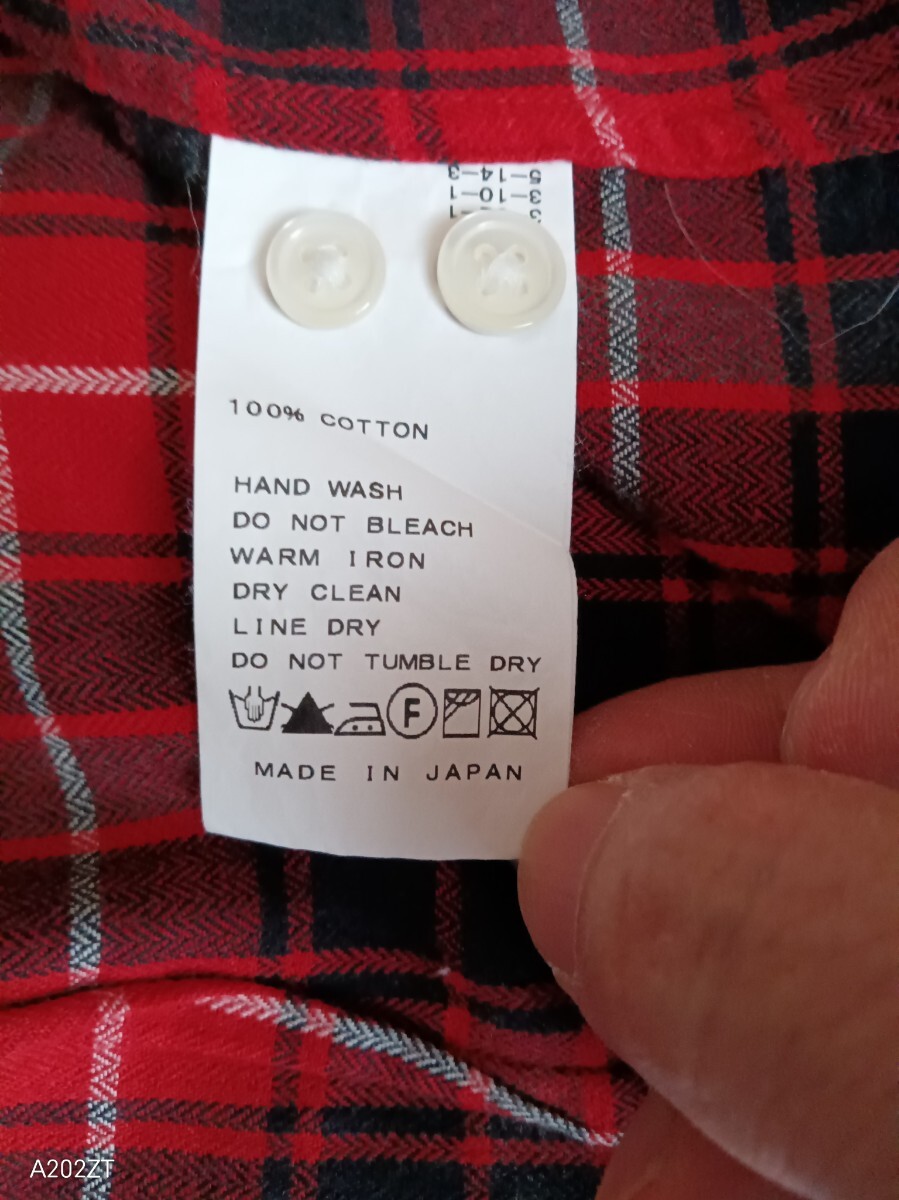 5-14-3
3-10-1
100% COTTON
HAND WASH
DO NOT BLEACH
WARM IRON
DRY CLEAN
LINE DRY
DO NOT TUMBLE DRY
F
MADE IN JAPAN
A202ZT